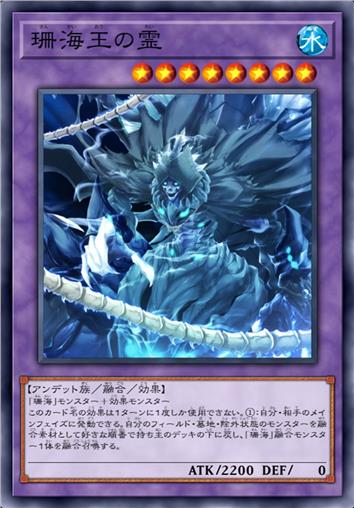 珊海王の霊
水
【アンデット族/融合/効果】
「珊海」モンスター+効果モンスター
このカード名の効果は1ターンに1度しか使用できない。①:自分・相手のメイ
ンフェイズに発動できる。自分のフィールド・墓地・除外状態のモンスターを融
合素材として好きな順番で持ち主のデッキの下に戻し、「珊海」融合モンスタ
ー1体を融合召喚する。
ATK/2200 DEF/ 0